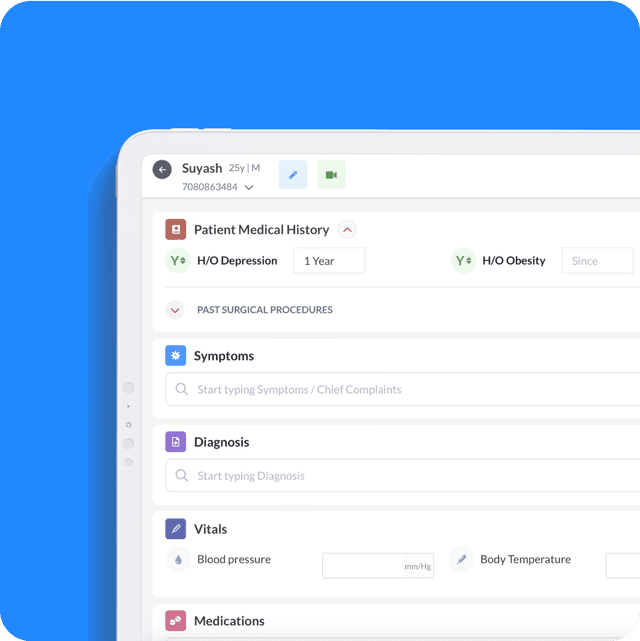 Suyash 25y | M
7080863484
Patient Medical History
Y H/O Depression 1 Year Y H/O Obesity Since
PAST SURGICAL PROCEDURES
Symptoms
Start typing Symptoms / Chief Complaints
Diagnosis
Start typing Diagnosis
Vitals
Blood pressure mm/Hg Body Temperature
Medications